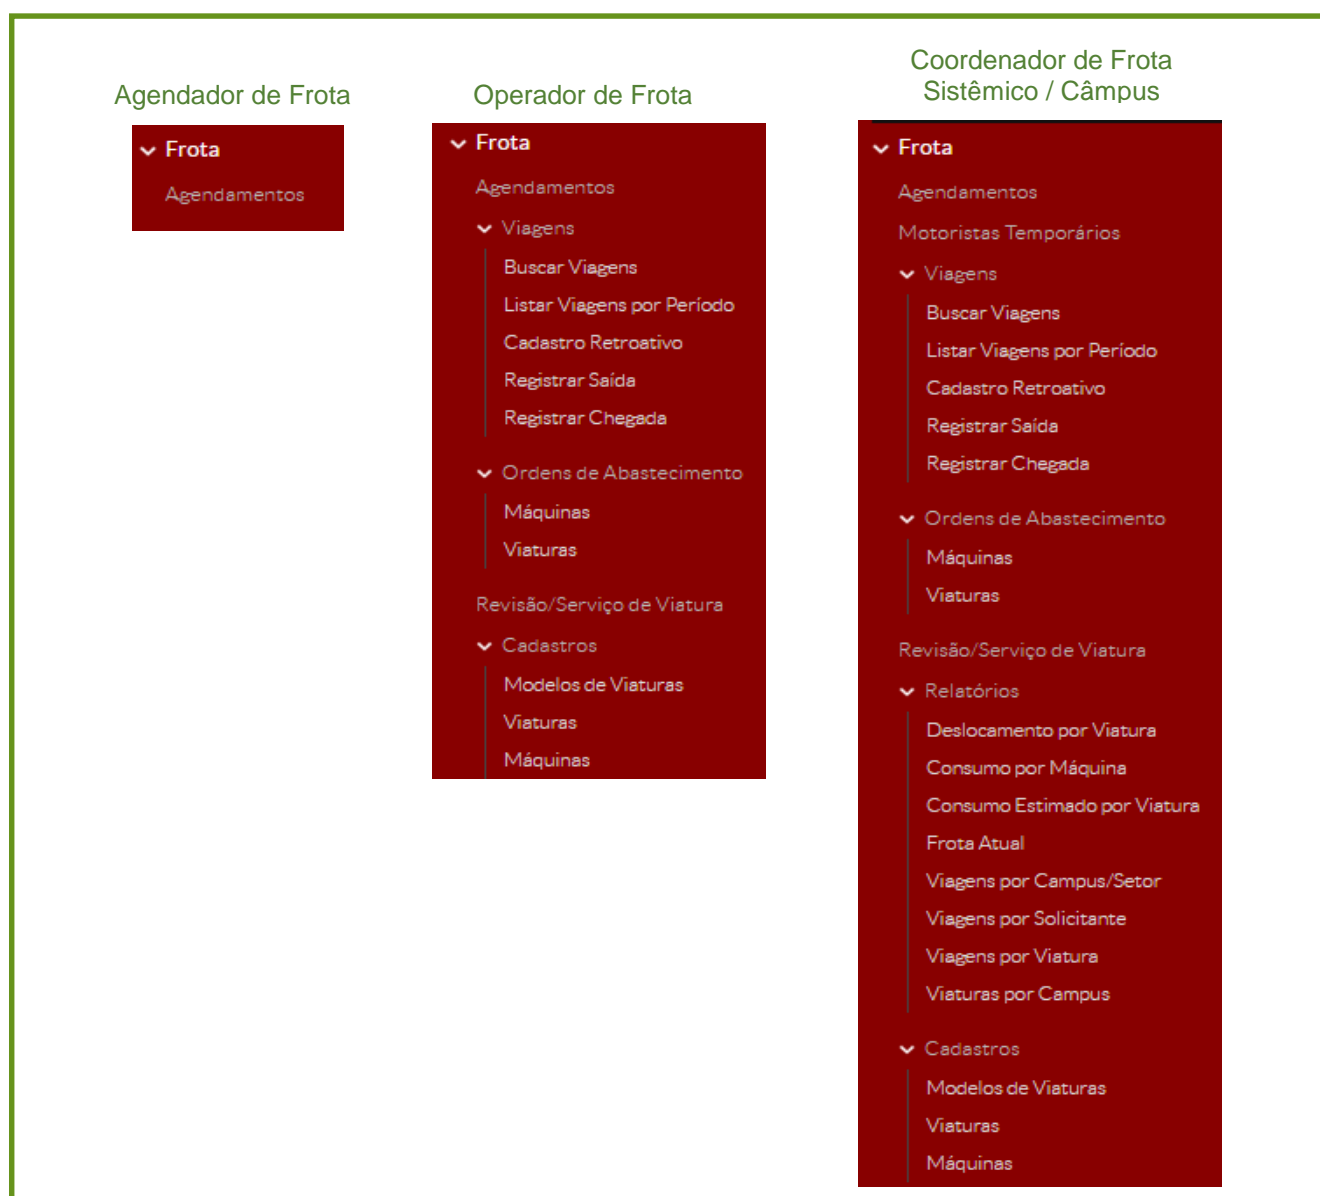 Agendador de Frota
Frota
Agendamentos
Operador de Frota
Frota
Agendamentos
Viagens
Buscar Viagens
Listar Viagens por Período
Cadastro Retroativo
Registrar Saída
Registrar Chegada
Ordens de Abastecimento
Máquinas
Viaturas
Revisão/Serviço de Viatura
Cadastros
Modelos de Viaturas
Viaturas
Máquinas
Coordenador de Frota
Sistêmico / Câmpus
Frota
Agendamentos
Motoristas Temporários
Viagens
Buscar Viagens
Listar Viagens por Período
Cadastro Retroativo
Registrar Saída
Registrar Chegada
Ordens de Abastecimento
Máquinas
Viaturas
Revisão/Serviço de Viatura
Relatórios
Deslocamento por Viatura
Consumo por Máquina
Consumo Estimado por Viatura
Frota Atual
Viagens por Campus/Setor
Viagens por Solicitante
Viagens por Viatura
Viaturas por Campus
Cadastros
Modelos de Viaturas
Viaturas
Máquinas